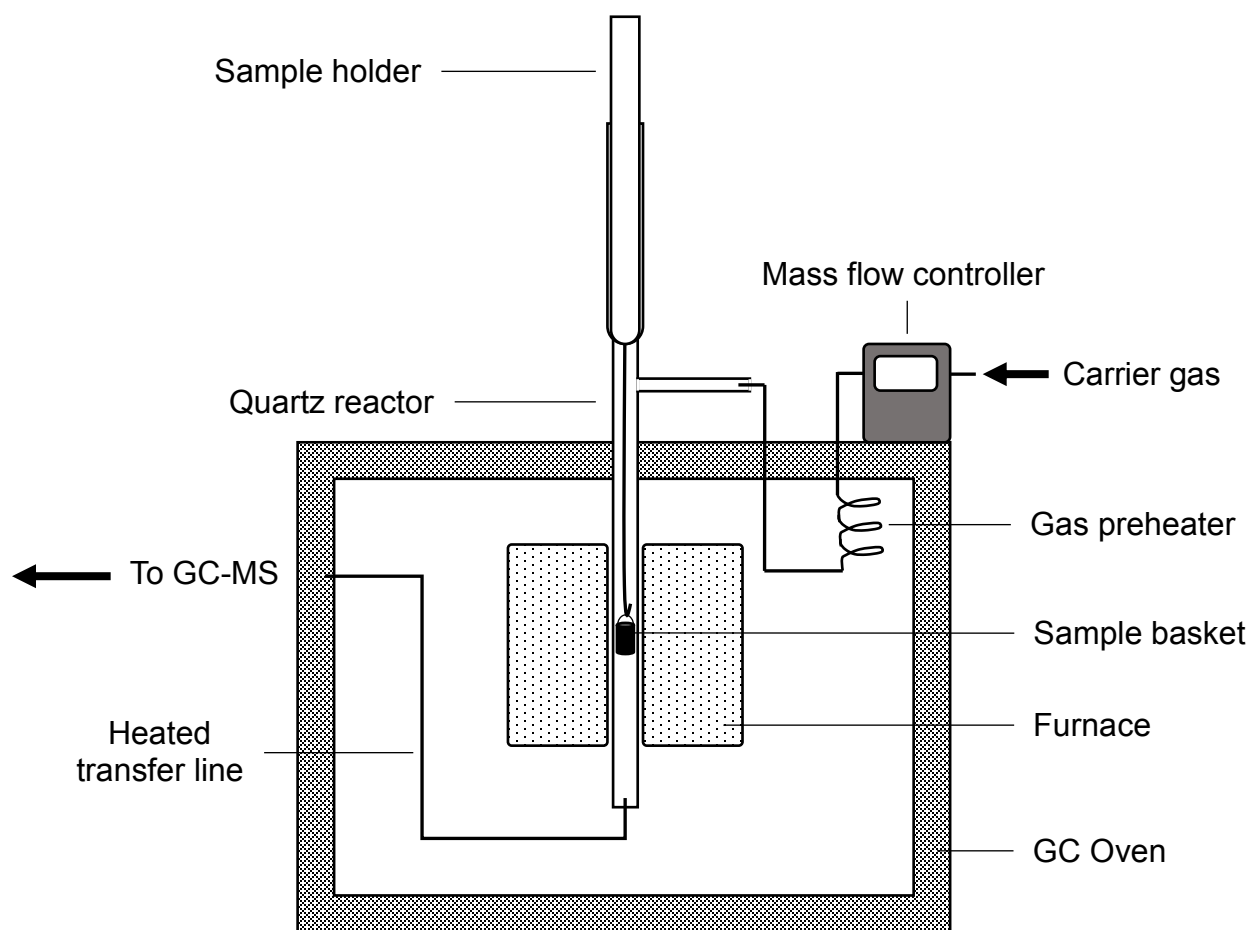 Sample holder
Mass flow controller
Carrier gas
Quartz reactor
Gas preheater
To GC-MS
Sample basket
Furnace
Heated
transfer line
GC Oven